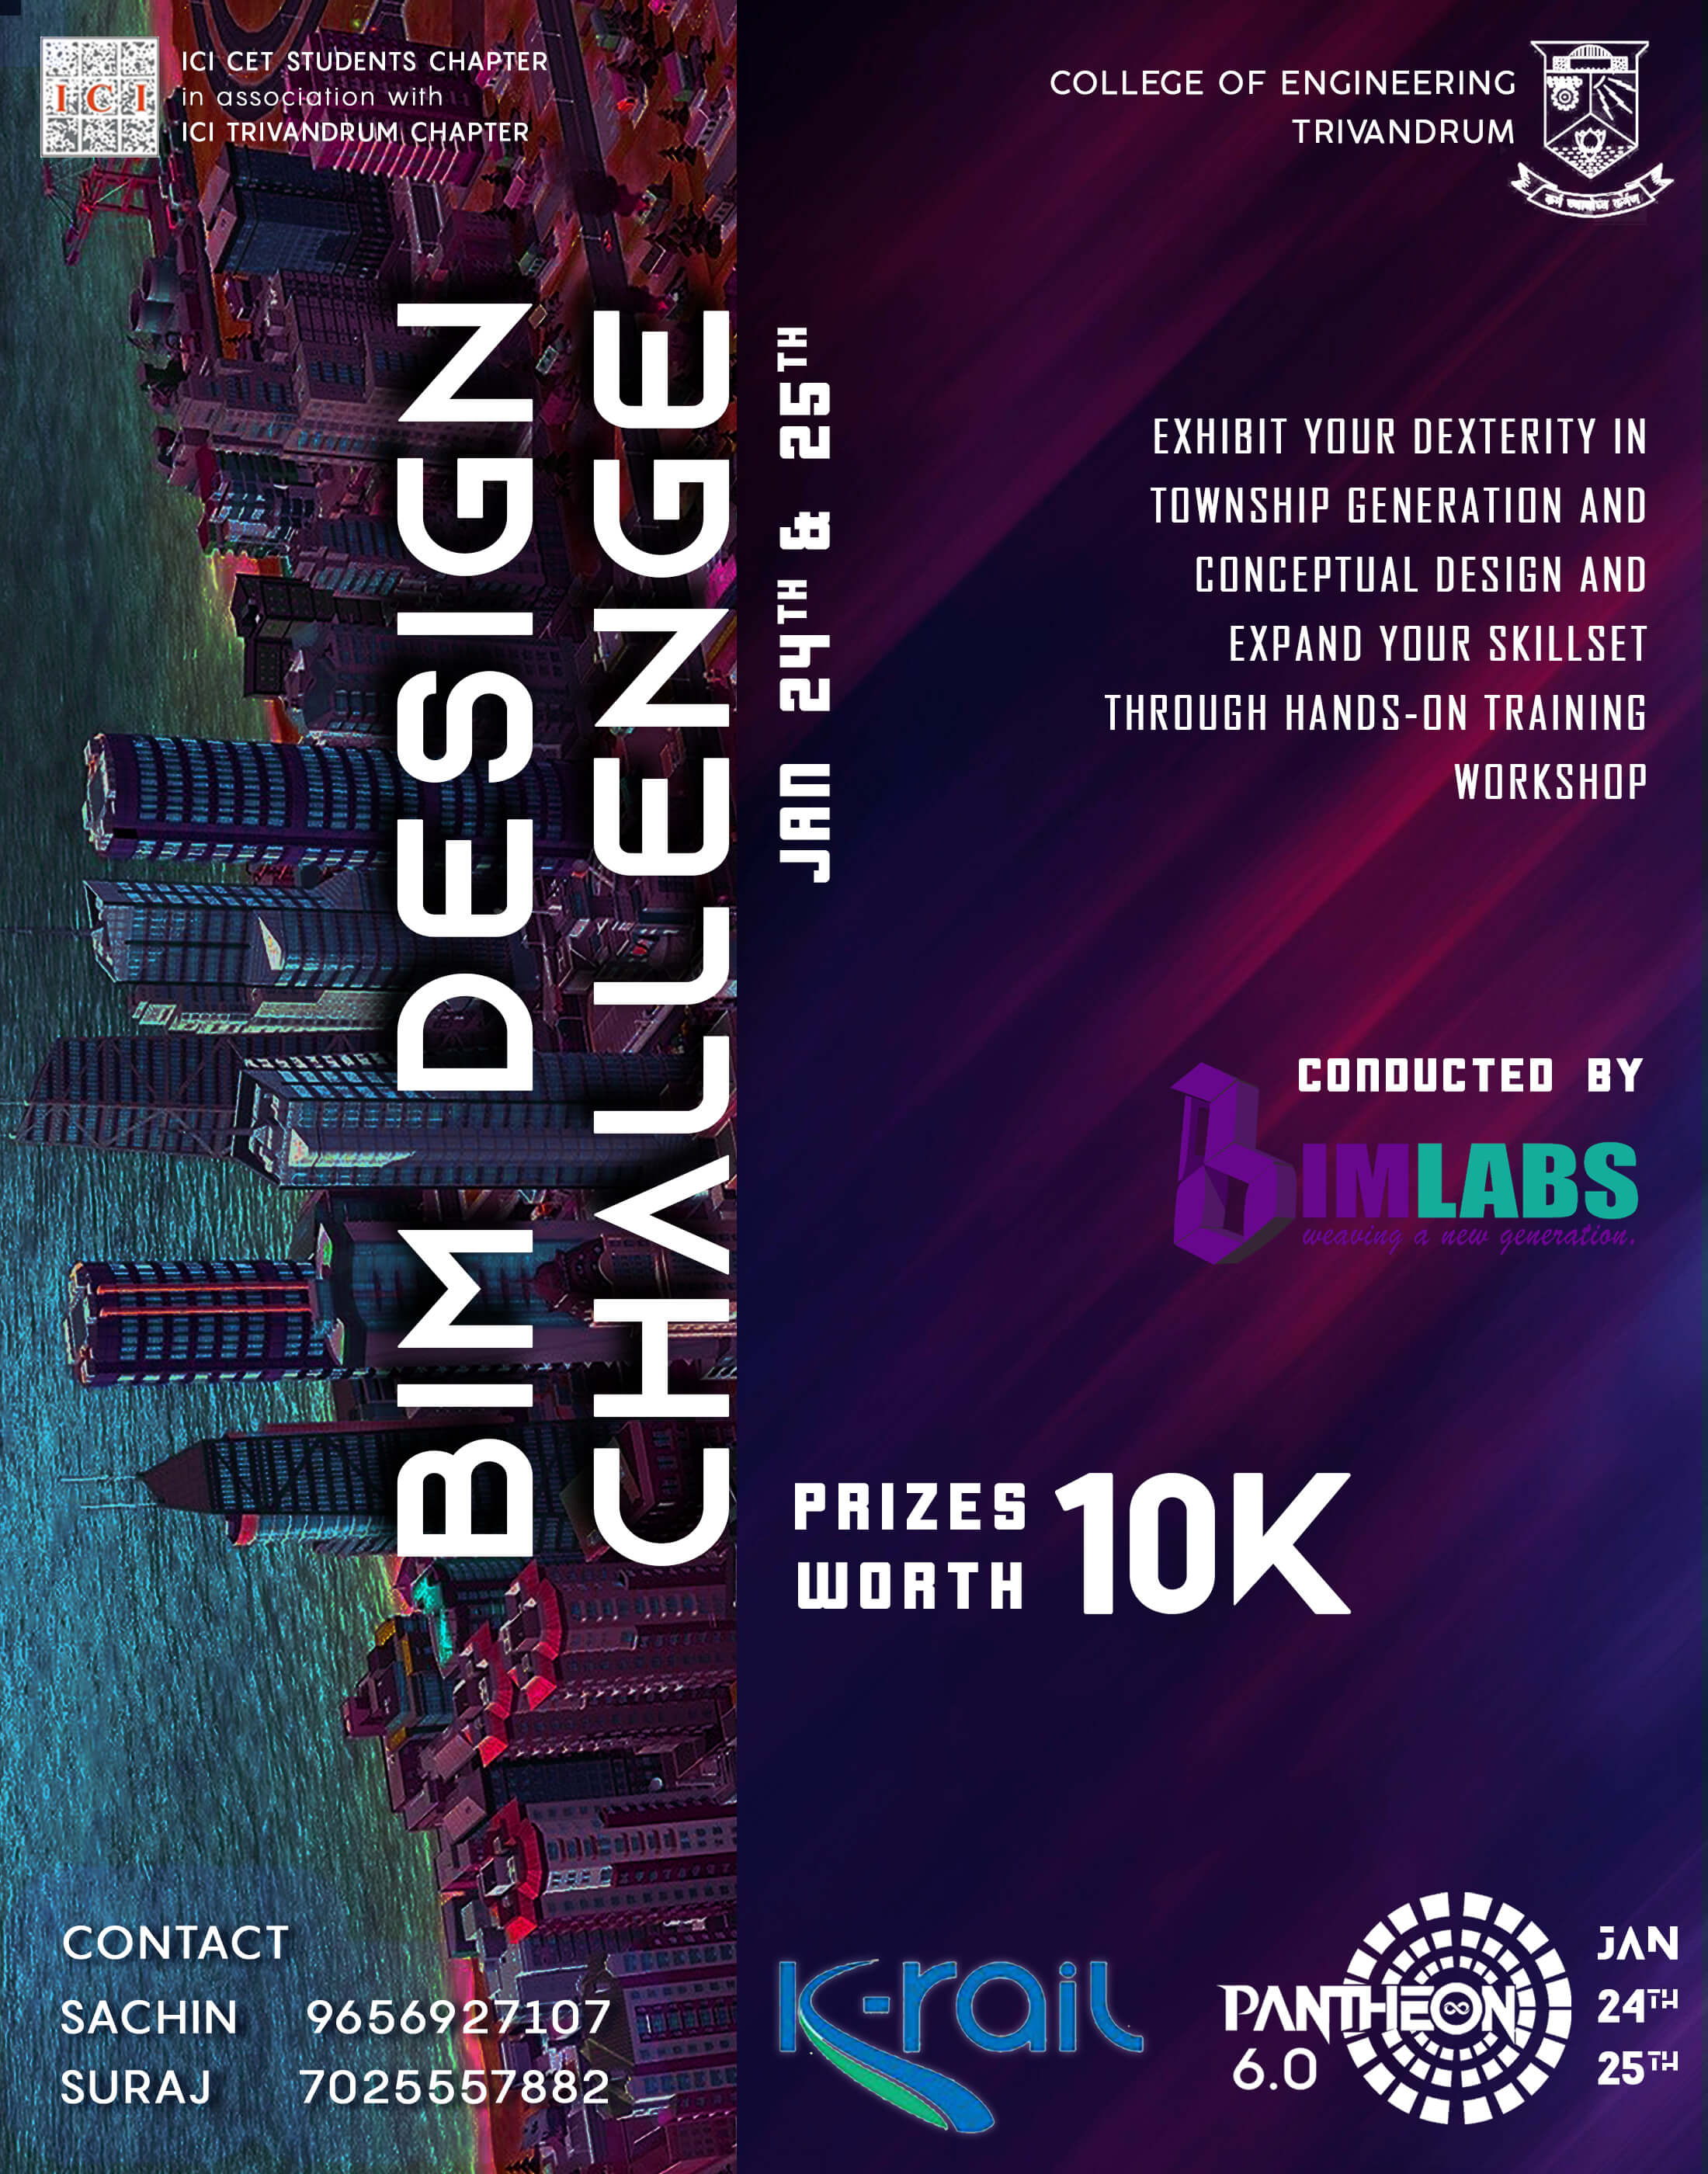 ICI CET STUDENTS CHAPTER
in association with
ICI TRIVANDRUM CHAPTER
I C I
COLLEGE OF ENGINEERING
TRIVANDRUM
BIM DESIGN
CHALLENGE
JAN 24TH & 25TH
EXHIBIT YOUR DEXTERITY IN
TOWNSHIP GENERATION AND
CONCEPTUAL DESIGN AND
EXPAND YOUR SKILLSET
THROUGH HANDS-ON TRAINING
WORKSHOP
CONDUCTED BY
BIMLABS
weaving a new generation.
PRIZES
WORTH
10K
CONTACT
SACHIN 9656927107
SURAJ 7025557882
K-rail
PANTHEON
6.0
JAN
24TH
25TH